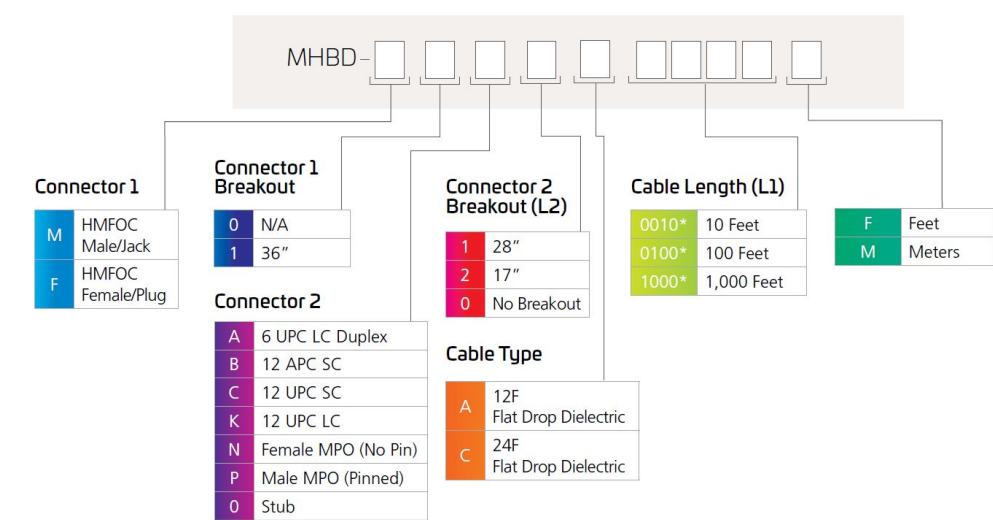 MHBD-
Connector 1
M HMFOC
Male/Jack
F HMFOC
Female/Plug
Connector 1
Breakout
0 N/A
1 36"
Connector 2
A 6 UPC LC Duplex
B 12 APC SC
C 12 UPC SC
K 12 UPC LC
N Female MPO (No Pin)
P Male MPO (Pinned)
0 Stub
Connector 2
Breakout (L2)
1 28"
2 17"
0 No Breakout
Cable Type
A 12F
Flat Drop Dielectric
C 24F
Flat Drop Dielectric
Cable Length (L1)
0010* 10 Feet
0100* 100 Feet
1000* 1,000 Feet
F Feet
M Meters